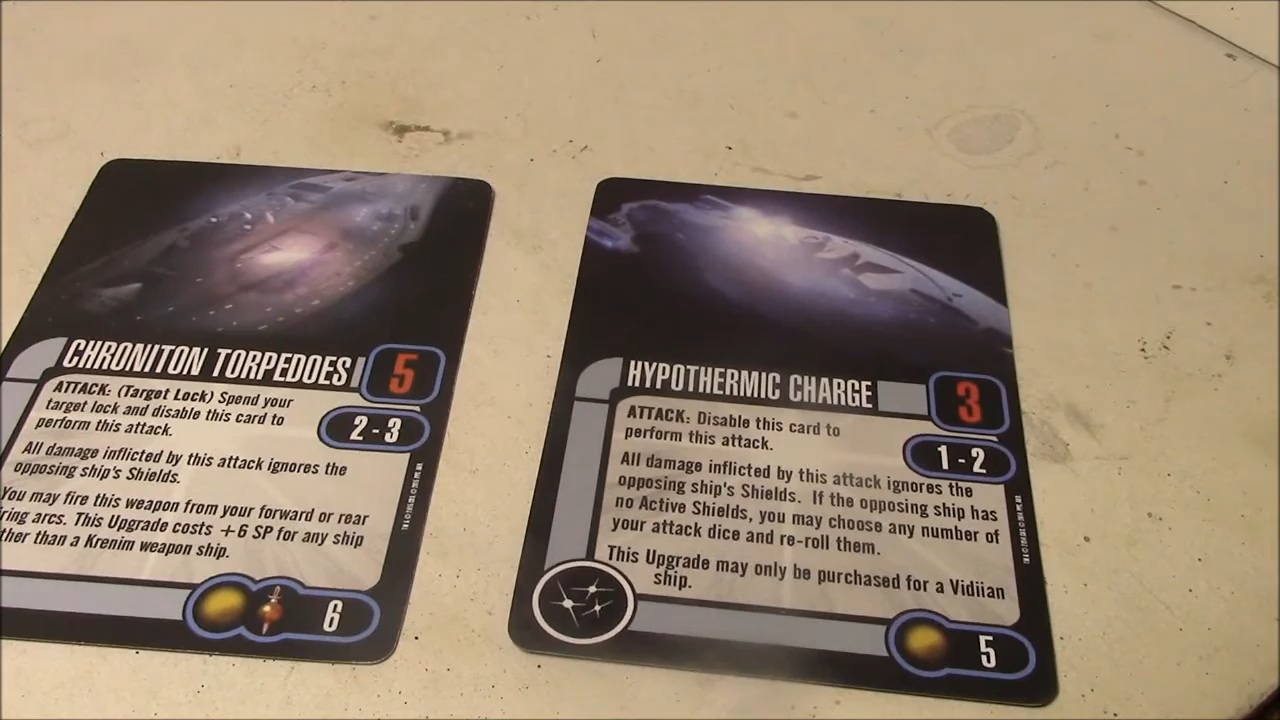 CHRONITON TORPEDOES
5
ATTACK: (Target Lock) Spend your
target lock and disable this card to
perform this attack.
2 - 3
All damage inflicted by this attack ignores the
opposing ship's Shields.
You may fire this weapon from your forward or rear
ring arcs. This Upgrade costs +6 SP for any ship
ther than a Krenim weapon ship.
6
HYPOTHERMIC CHARGE
3
ATTACK: Disable this card to
perform this attack.
1 - 2
All damage inflicted by this attack ignores the
opposing ship's Shields. If the opposing ship has
no Active Shields, you may choose any number of
your attack dice and re-roll them.
This Upgrade may only be purchased for a Vidiian
ship.
5